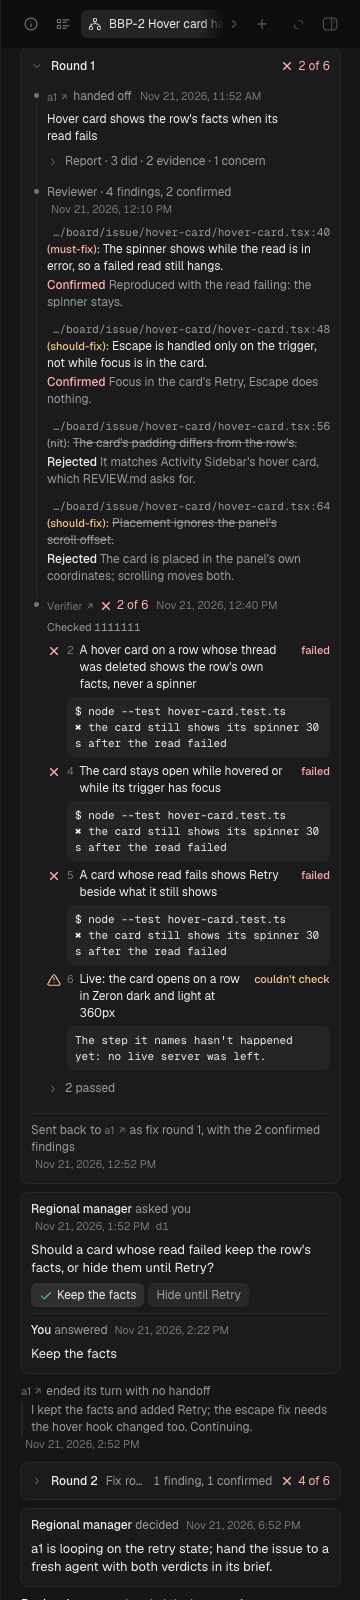 BBP-2 Hover card ha
Round 1
2 of 6
a1 ↗ handed off Nov 21, 2026, 11:52 AM
Hover card shows the row's facts when its
read fails
Report · 3 did · 2 evidence · 1 concern
Reviewer · 4 findings, 2 confirmed
Nov 21, 2026, 12:10 PM
…/board/issue/hover-card/hover-card.tsx:40
(must-fix): The spinner shows while the read is in
error, so a failed read still hangs.
Confirmed Reproduced with the read failing: the
spinner stays.
…/board/issue/hover-card/hover-card.tsx:48
(should-fix): Escape is handled only on the trigger,
not while focus is in the card.
Confirmed Focus in the card's Retry, Escape does
nothing.
…/board/issue/hover-card/hover-card.tsx:56
(nit): The card's padding differs from the row's.
Rejected It matches Activity Sidebar's hover card,
which REVIEW.md asks for.
…/board/issue/hover-card/hover-card.tsx:64
(should-fix): Placement ignores the panel's
scroll offset.
Rejected The card is placed in the panel's own
coordinates; scrolling moves both.
Verifier ↗ ✕ 2 of 6 Nov 21, 2026, 12:40 PM
Checked 1111111
2 A hover card on a row whose thread failed
was deleted shows the row's own
facts, never a spinner
$ node --test hover-card.test.ts
✖ the card still shows its spinner 30
s after the read failed
4 The card stays open while hovered or failed
while its trigger has focus
$ node --test hover-card.test.ts
✖ the card still shows its spinner 30
s after the read failed
5 A card whose read fails shows Retry failed
beside what it still shows
$ node --test hover-card.test.ts
✖ the card still shows its spinner 30
s after the read failed
6 Live: the card opens on a row couldn't check
in Zeron dark and light at
360px
The step it names hasn't happened
yet: no live server was left.
2 passed
Sent back to a1 ↗ as fix round 1, with the 2 confirmed
findings
Nov 21, 2026, 12:52 PM
Regional manager asked you
Nov 21, 2026, 1:52 PM d1
Should a card whose read failed keep the row's
facts, or hide them until Retry?
Keep the facts
Hide until Retry
You answered Nov 21, 2026, 2:22 PM
Keep the facts
a1 ↗ ended its turn with no handoff
I kept the facts and added Retry; the escape fix needs
the hover hook changed too. Continuing.
Nov 21, 2026, 2:52 PM
Round 2 Fix ro… 1 finding, 1 confirmed ✕ 4 of 6
Regional manager decided Nov 21, 2026, 6:52 PM
a1 is looping on the retry state; hand the issue to a
fresh agent with both verdicts in its brief.